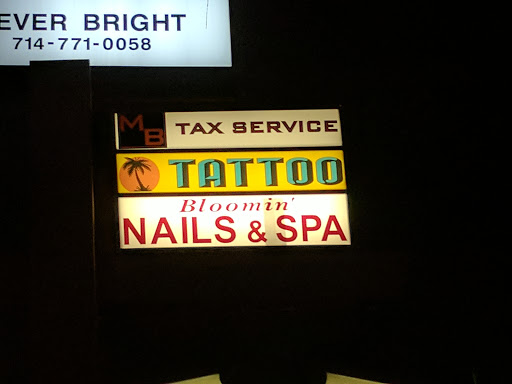 EVER BRIGHT
714-771-0058
MB TAX SERVICE
TATTOO
Bloomin'
NAILS & SPA